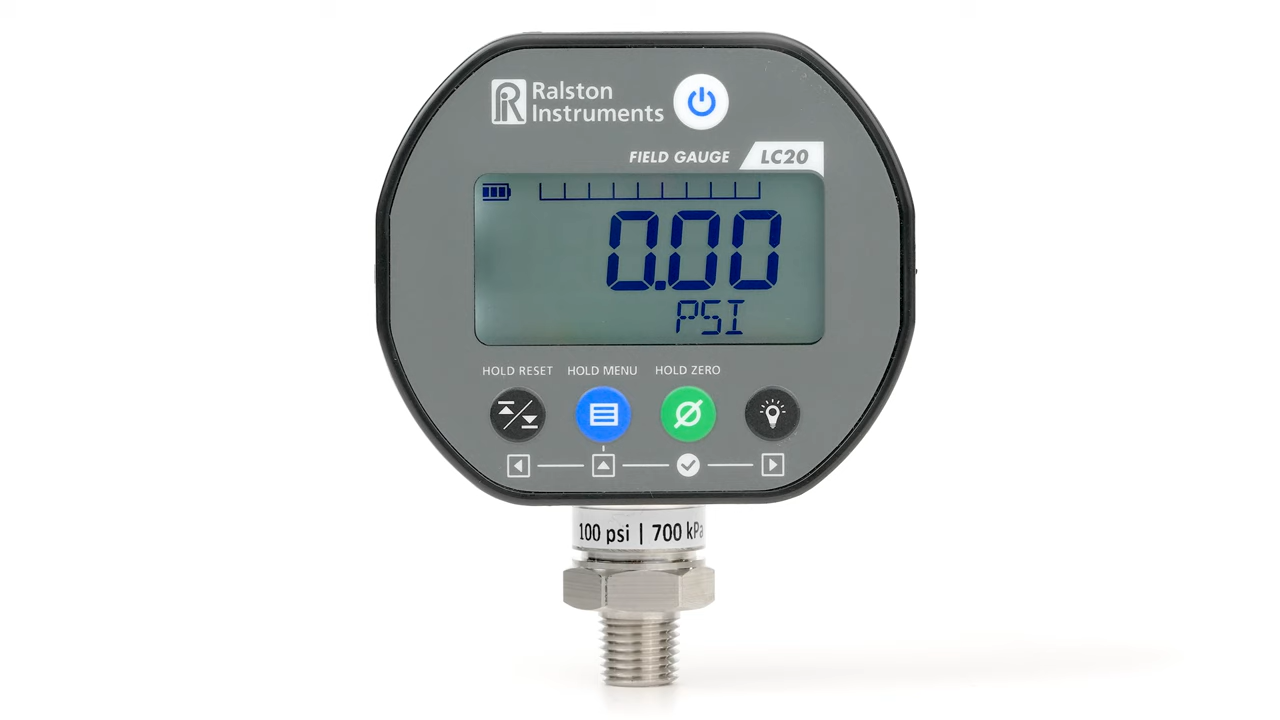 Ralston
Instruments
FIELD GAUGE LC20
0.00
PSI
HOLD RESET HOLD MENU HOLD ZERO
100 psi | 700 kPa